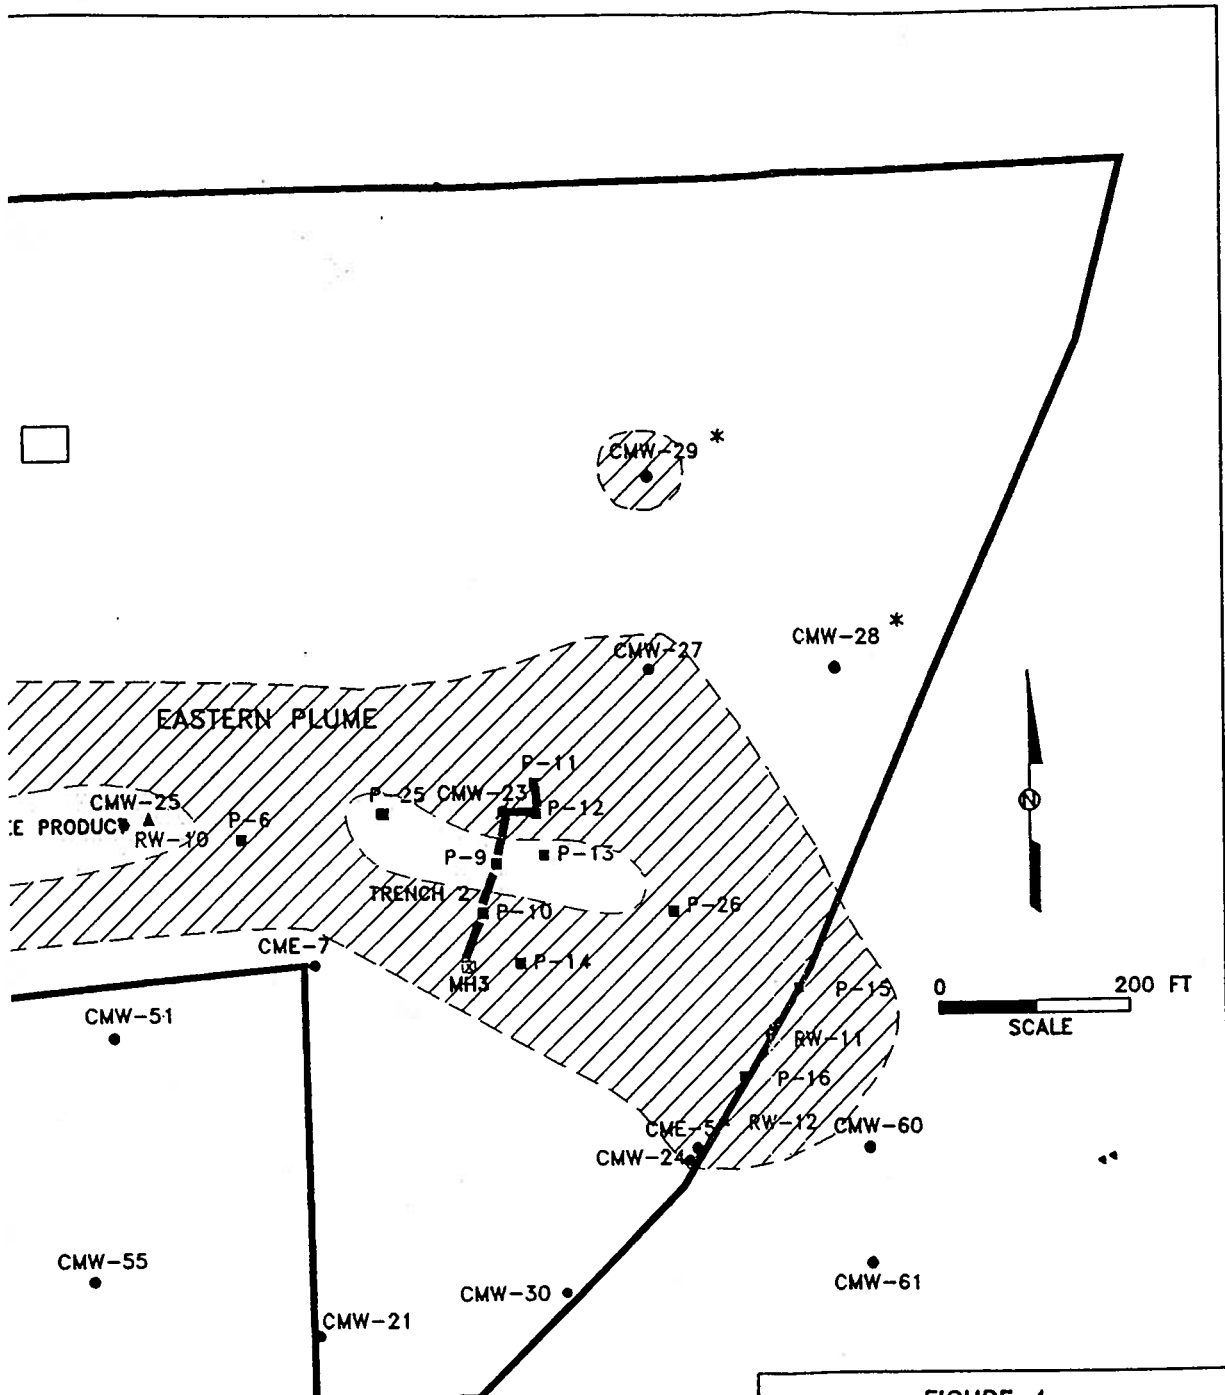 CMW-29 *
CMW-28 *
CMW-27
EASTERN PLUME
P-11
P-25
CMW-23
P-12
CMW-25
RW-10
P-6
P-9
P-13
TRENCH 2
P-10
P-26
CME-7
MH3
P-14
N
P-15
0 200 FT
SCALE
CMW-51
RW-11
P-16
RW-12
CME-5
CMW-60
CMW-24
CMW-55
CMW-30
CMW-61
CMW-21